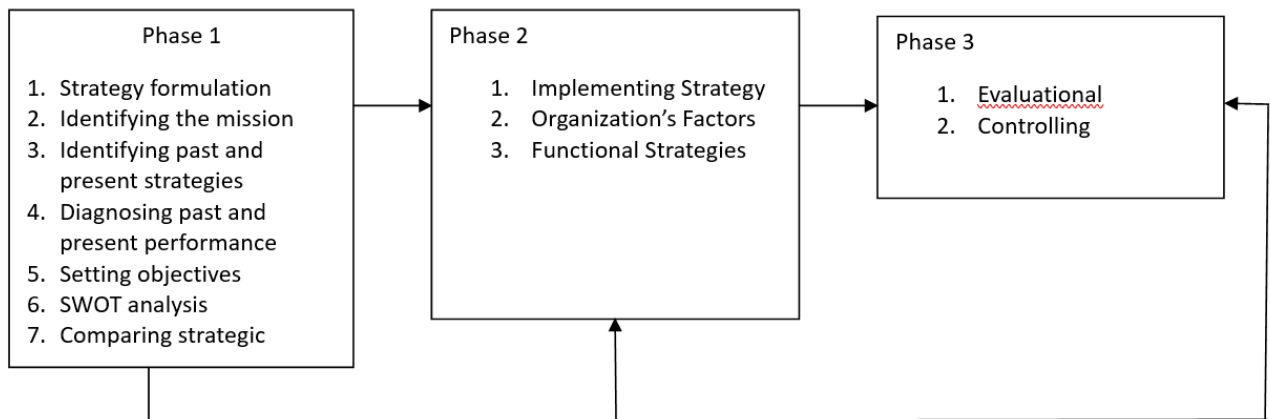 Phase 1
1. Strategy formulation
2. Identifying the mission
3. Identifying past and
present strategies
4. Diagnosing past and
present performance
5. Setting objectives
6. SWOT analysis
7. Comparing strategic
Phase 2
1. Implementing Strategy
2. Organization’s Factors
3. Functional Strategies
Phase 3
1. Evaluational
2. Controlling